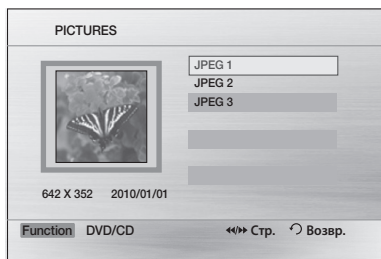 PICTURES
JPEG 1
JPEG 2
JPEG 3
642 X 352 2010/01/01
Function DVD/CD Стр. Возвр.